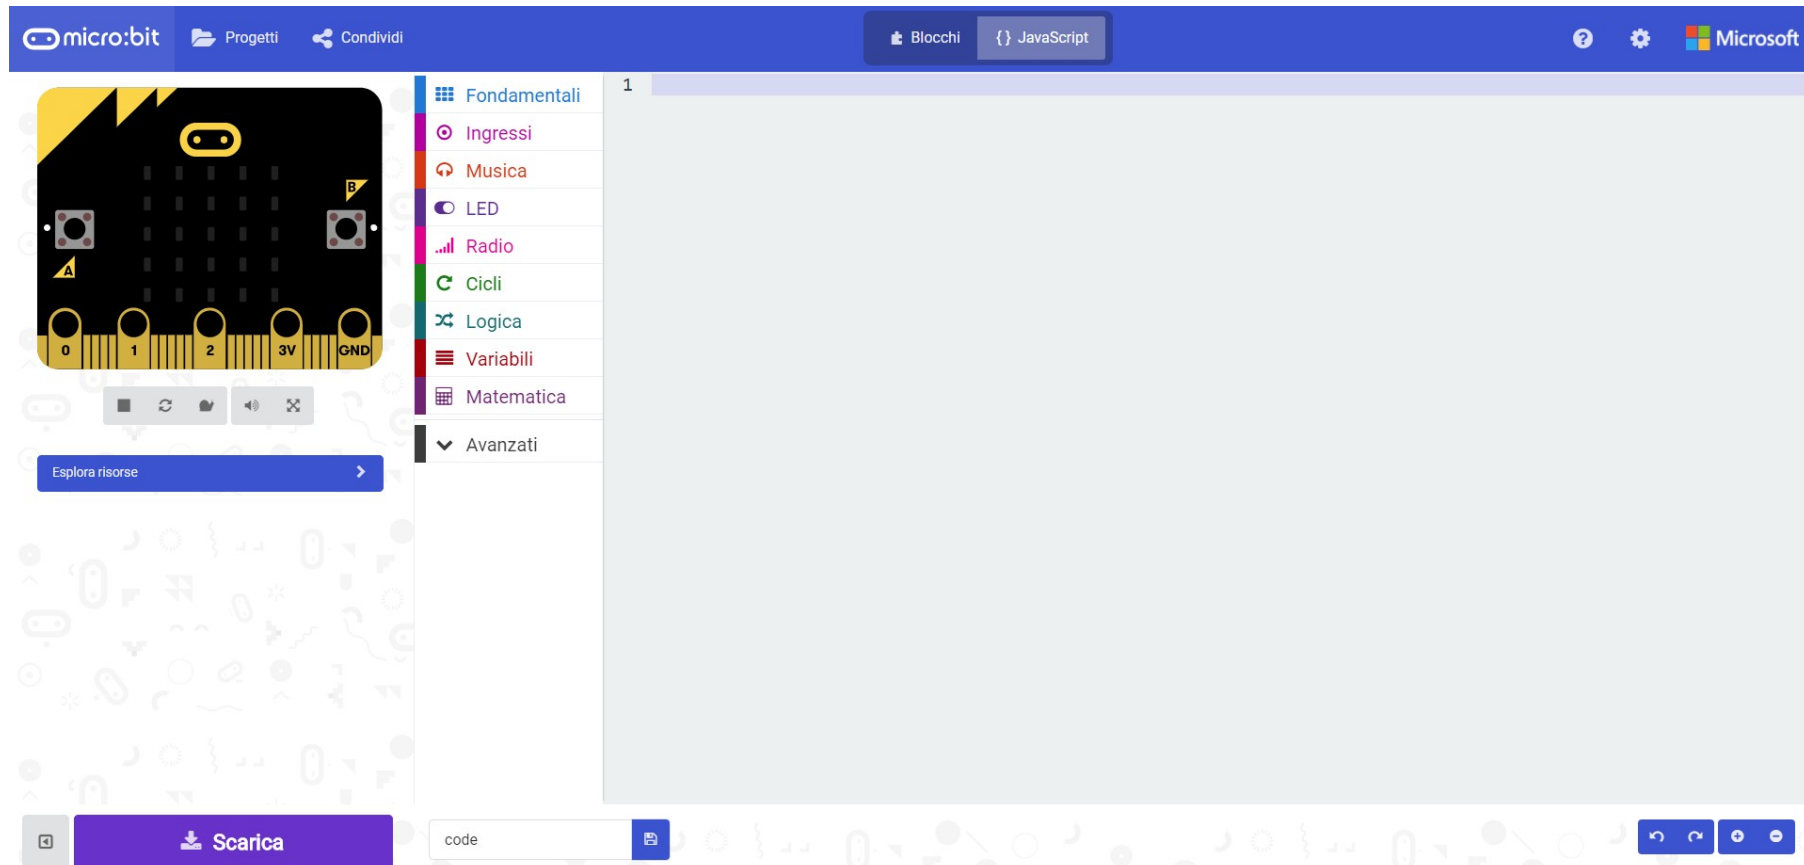 micro:bit Progetti Condividi Blocchi {} JavaScript Microsoft
B
A
0 1 2 3V GND
Esplora risorse
Fondamentali
Ingressi
Musica
LED
Radio
Cicli
Logica
Variabili
Matematica
Avanzati
1
Scarica
code